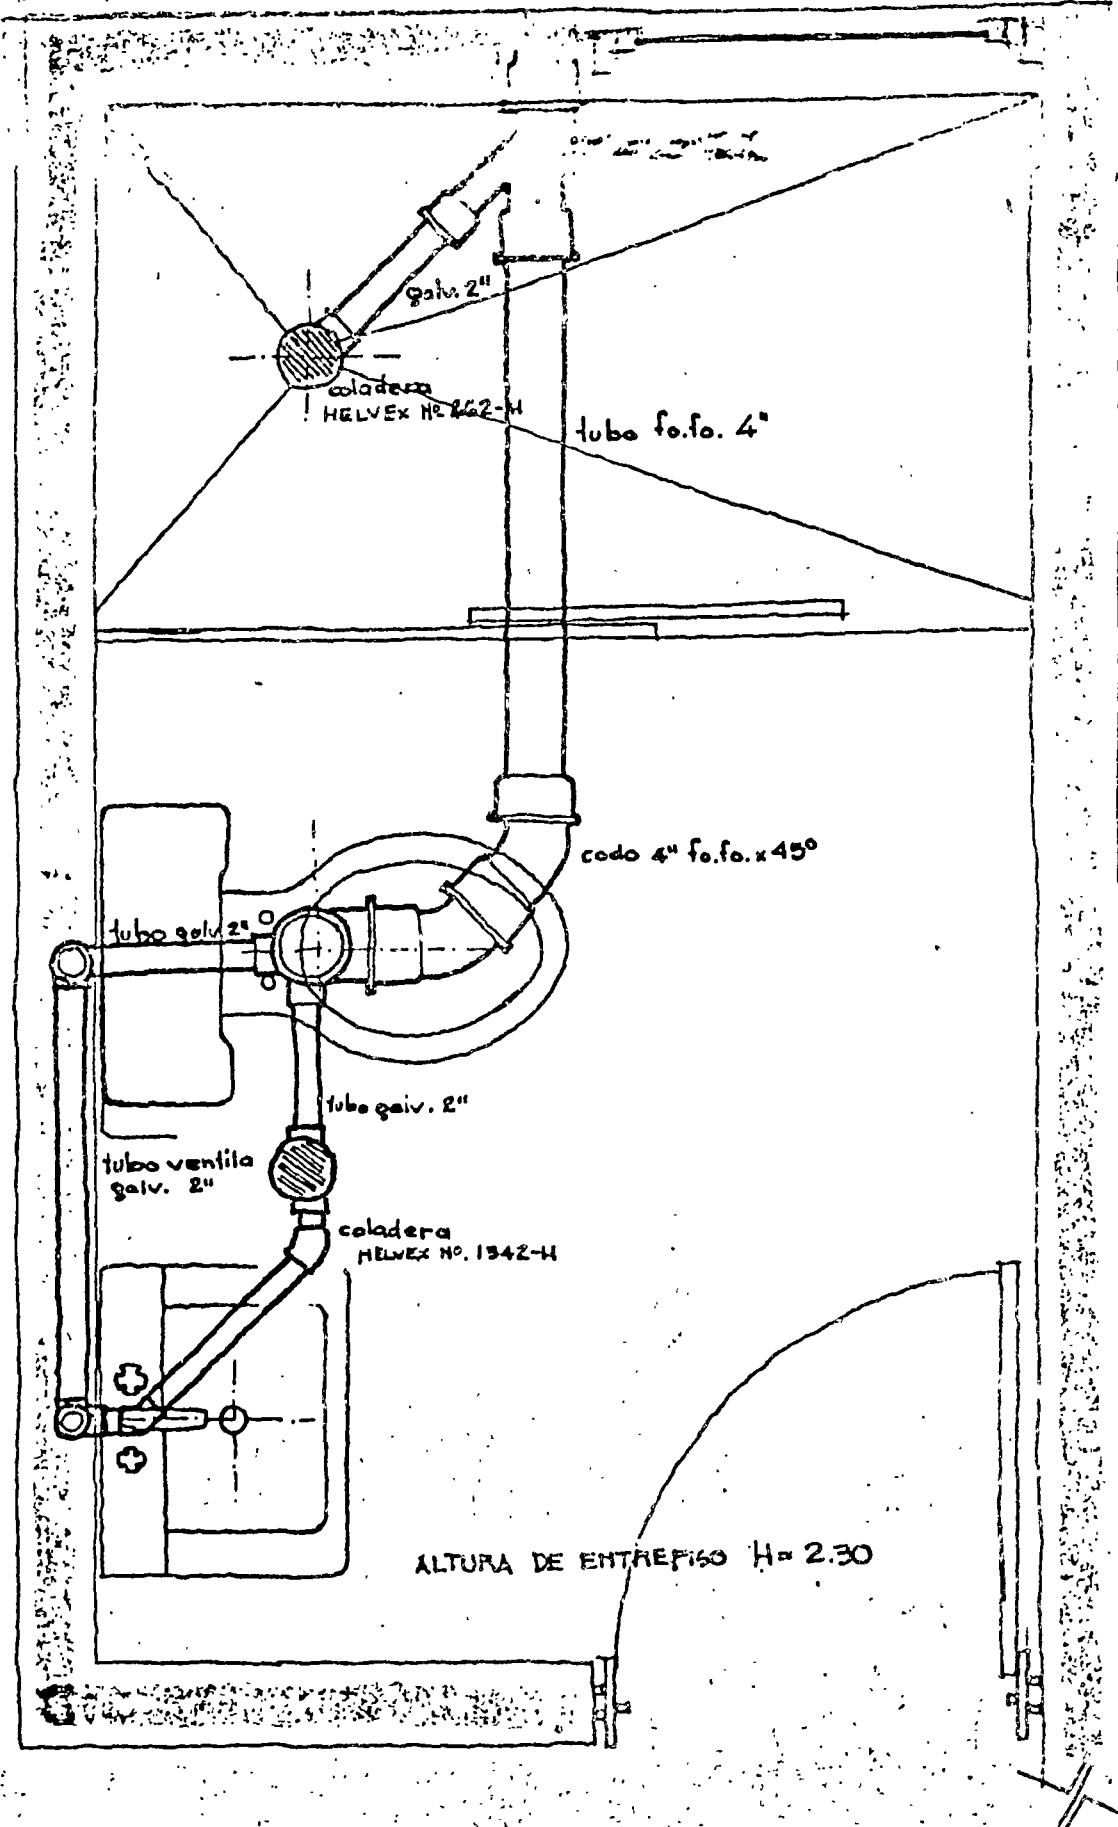 galv. 2"
coladera
HELVEX Nº 262-H
tubo fo.fo. 4"
codo 4" fo.fo. x 45º
tubo galv. 2"
tubo galv. 2"
tubo ventila
galv. 2"
coladera
HELVEX NO. 1342-H
ALTURA DE ENTREPISO H= 2.30